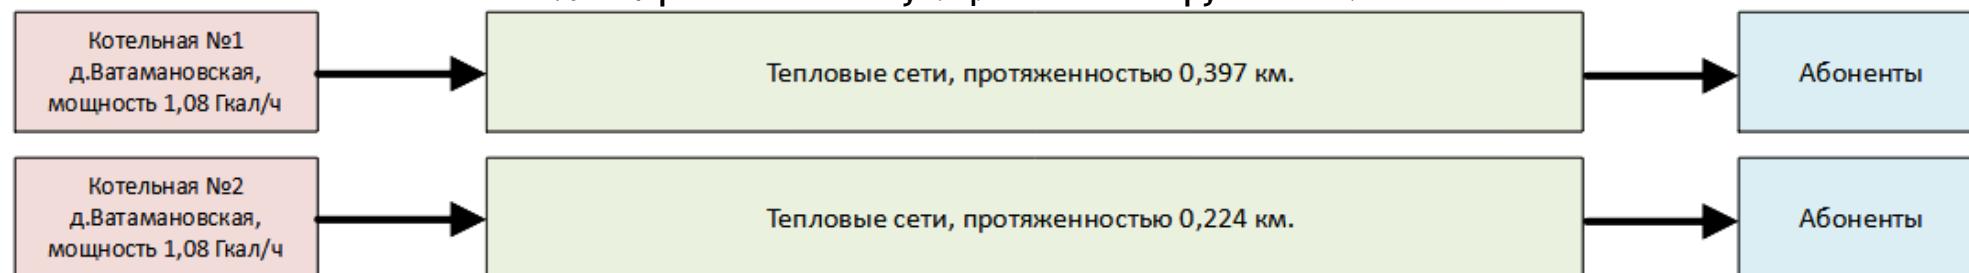 Котельная №1
д.Ватамановская,
мощность 1,08 Гкал/ч
Тепловые сети, протяженностью 0,397 км.
Абоненты
Котельная №2
д.Ватамановская,
мощность 1,08 Гкал/ч
Тепловые сети, протяженностью 0,224 км.
Абоненты